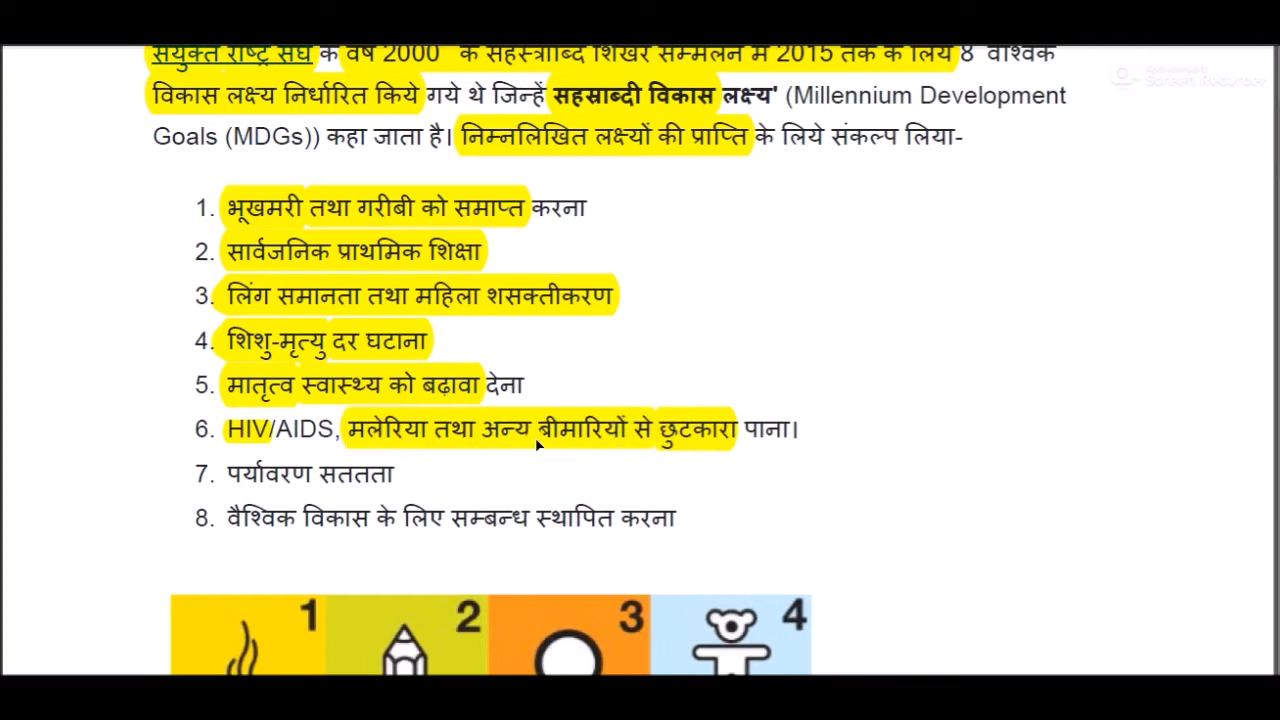 संयुक्त राष्ट्र संघ के वर्ष 2000 के सहस्त्राब्दि शिखर सम्मेलन में 2015 तक के लिये 8 वैश्विक
विकास लक्ष्य निर्धारित किये गये थे जिन्हें सहस्राब्दी विकास लक्ष्य' (Millennium Development
Goals (MDGs)) कहा जाता है। निम्नलिखित लक्ष्यों की प्राप्ति के लिये संकल्प लिया-
1. भूखमरी तथा गरीबी को समाप्त करना
2. सार्वजनिक प्राथमिक शिक्षा
3. लिंग समानता तथा महिला शसक्तीकरण
4. शिशु-मृत्यु दर घटाना
5. मातृत्व स्वास्थ्य को बढ़ावा देना
6. HIV/AIDS, मलेरिया तथा अन्य बीमारियों से छुटकारा पाना।
7. पर्यावरण सततता
8. वैश्विक विकास के लिए सम्बन्ध स्थापित करना
1 2 3 4
Screen Recorder